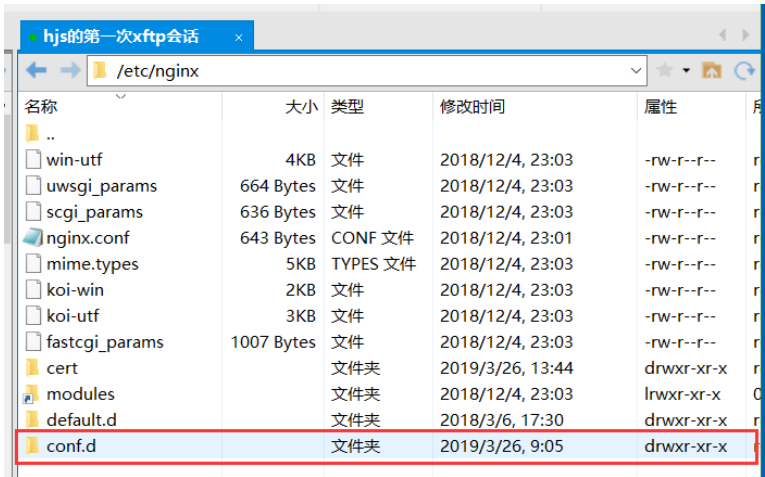 hjs的第一次xftp会话 ×
/etc/nginx
名称 大小 类型 修改时间 属性
..
win-utf 4KB 文件 2018/12/4, 23:03 -rw-r--r-- r
uwsgi_params 664 Bytes 文件 2018/12/4, 23:03 -rw-r--r-- r
scgi_params 636 Bytes 文件 2018/12/4, 23:03 -rw-r--r-- r
nginx.conf 643 Bytes CONF 文件 2018/12/4, 23:01 -rw-r--r-- r
mime.types 5KB TYPES 文件 2018/12/4, 23:03 -rw-r--r-- r
koi-win 2KB 文件 2018/12/4, 23:03 -rw-r--r-- r
koi-utf 3KB 文件 2018/12/4, 23:03 -rw-r--r-- r
fastcgi_params 1007 Bytes 文件 2018/12/4, 23:03 -rw-r--r-- r
cert 文件夹 2019/3/26, 13:44 drwxr-xr-x r
modules 文件夹 2018/12/4, 23:03 lrwxr-xr-x 0
default.d 文件夹 2018/3/6, 17:30 drwxr-xr-x r
conf.d 文件夹 2019/3/26, 9:05 drwxr-xr-x r